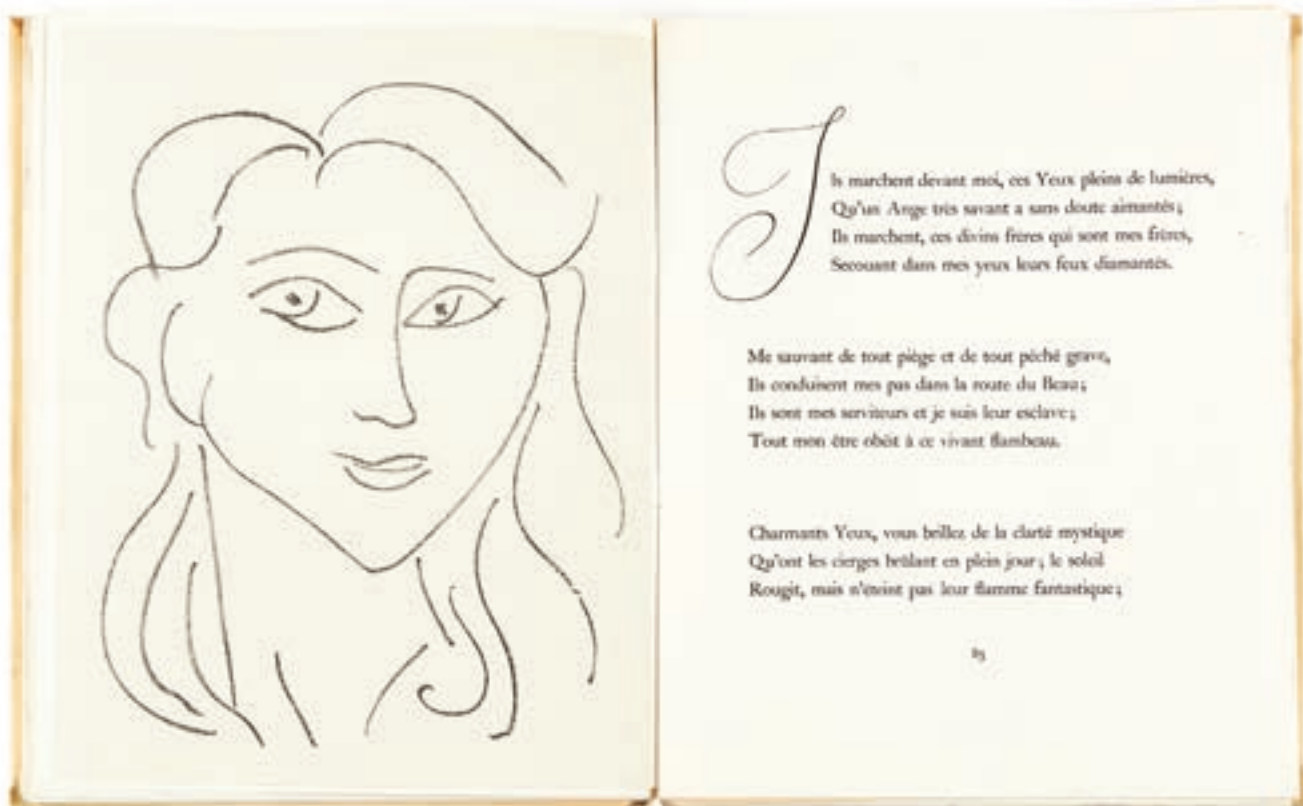 Ils marchent devant moi, ces Yeux pleins de lumières,
Qu'un Ange très savant a sans doute aimantés;
Ils marchent, ces divins frères qui sont mes frères,
Secouant dans mes yeux leurs feux diamantés.
Me sauvant de tout piège et de tout péché grave,
Ils conduisent mes pas dans la route du Beau;
Ils sont mes serviteurs et je suis leur esclave;
Tout mon être obéit à ce vivant flambeau.
Charmants Yeux, vous brillez de la clarté mystique
Qu'ont les cierges brûlant en plein jour; le soleil
Rougit, mais n'éteint pas leur flamme fantastique;